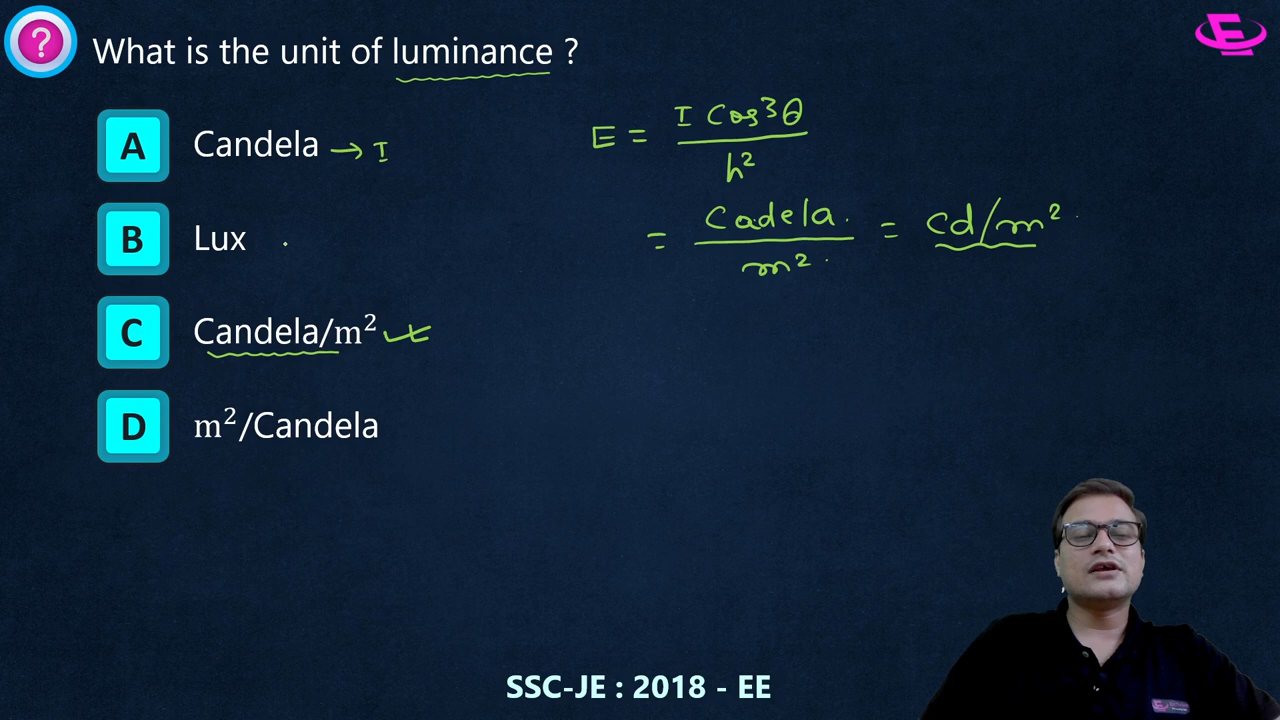 What is the unit of luminance ?
A Candela → I
B Lux
C Candela/m²
D m²/Candela
E = I Cos³θ / h²
= Cadela. / m² = Cd/m²
SSC-JE : 2018 - EE